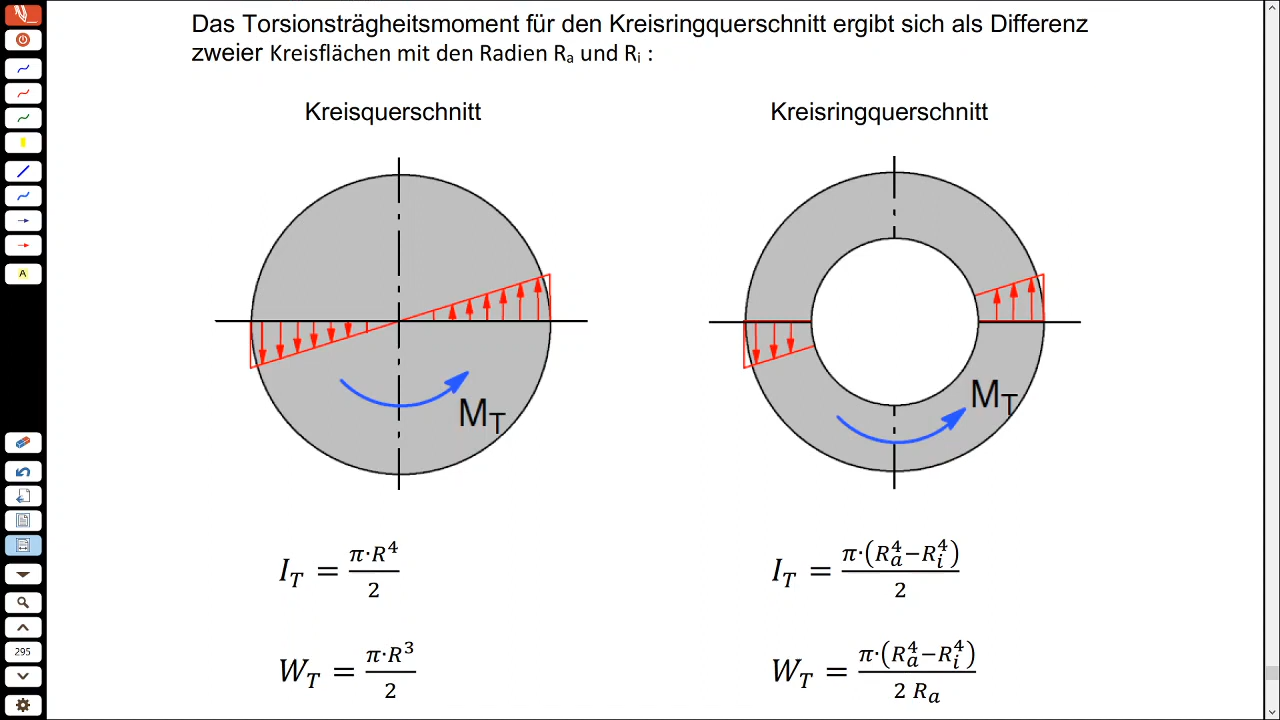 Das Torsionsträgheitsmoment für den Kreisringquerschnitt ergibt sich als Differenz
zweier Kreisflächen mit den Radien Rₐ und Rᵢ :
Kreisquerschnitt
Kreisringquerschnitt
M_T
M_T
I_T = π·R⁴/2
I_T = π·(R_a⁴−R_i⁴)/2
W_T = π·R³/2
W_T = π·(R_a⁴−R_i⁴)/2 R_a
A
295